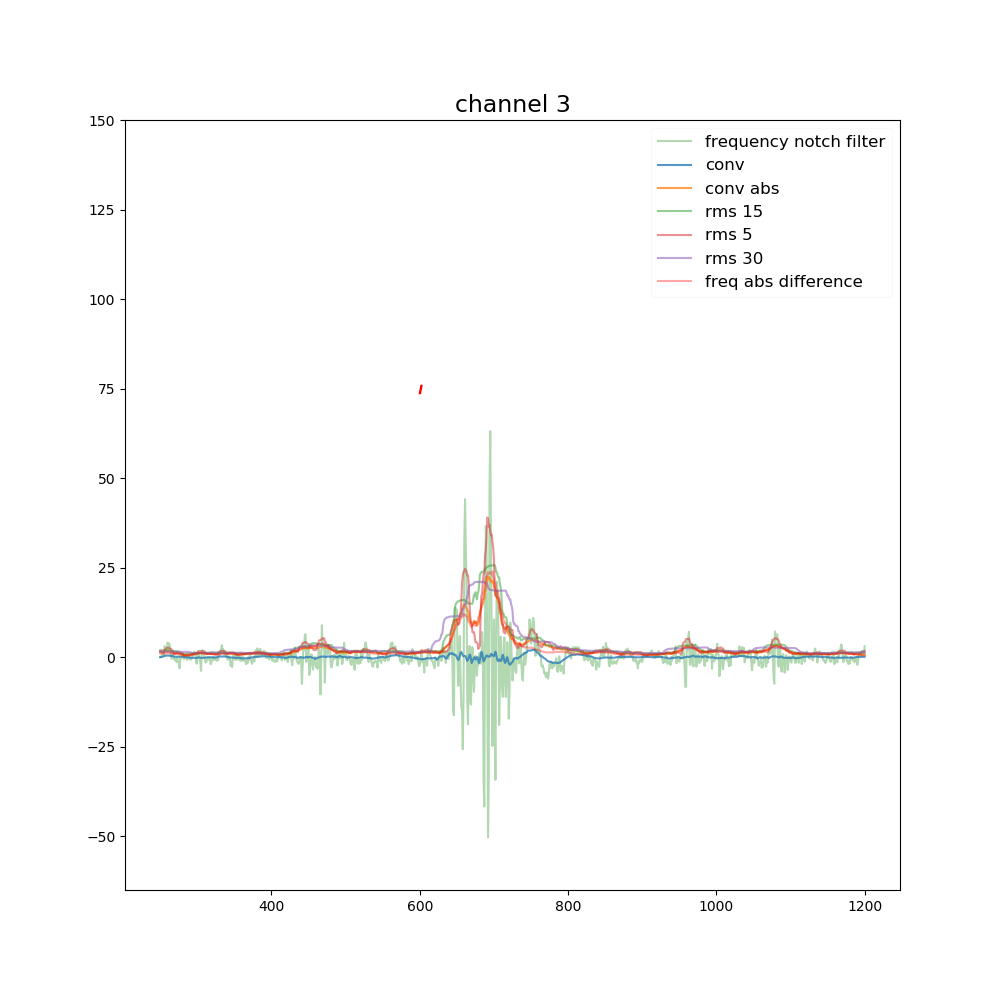 channel 3
150
125
100
75
50
25
0
−25
−50
400 600 800 1000 1200
frequency notch filter
conv
conv abs
rms 15
rms 5
rms 30
freq abs difference